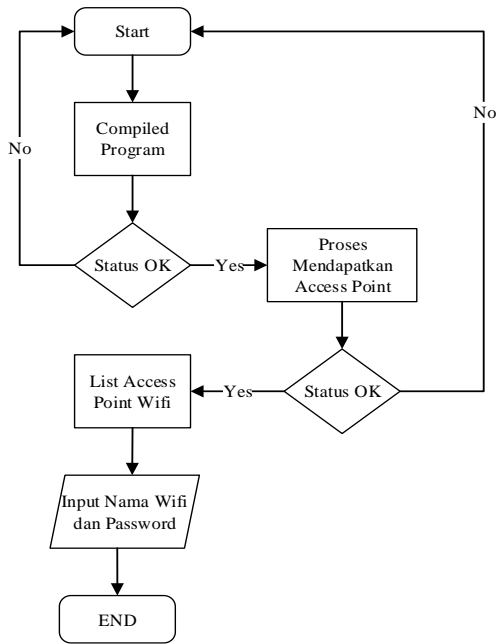 Start
No
No
Compiled
Program
Status OK
Yes
Proses
Mendapatkan
Access Point
List Access
Point Wifi
Yes
Status OK
Input Nama Wifi
dan Password
END